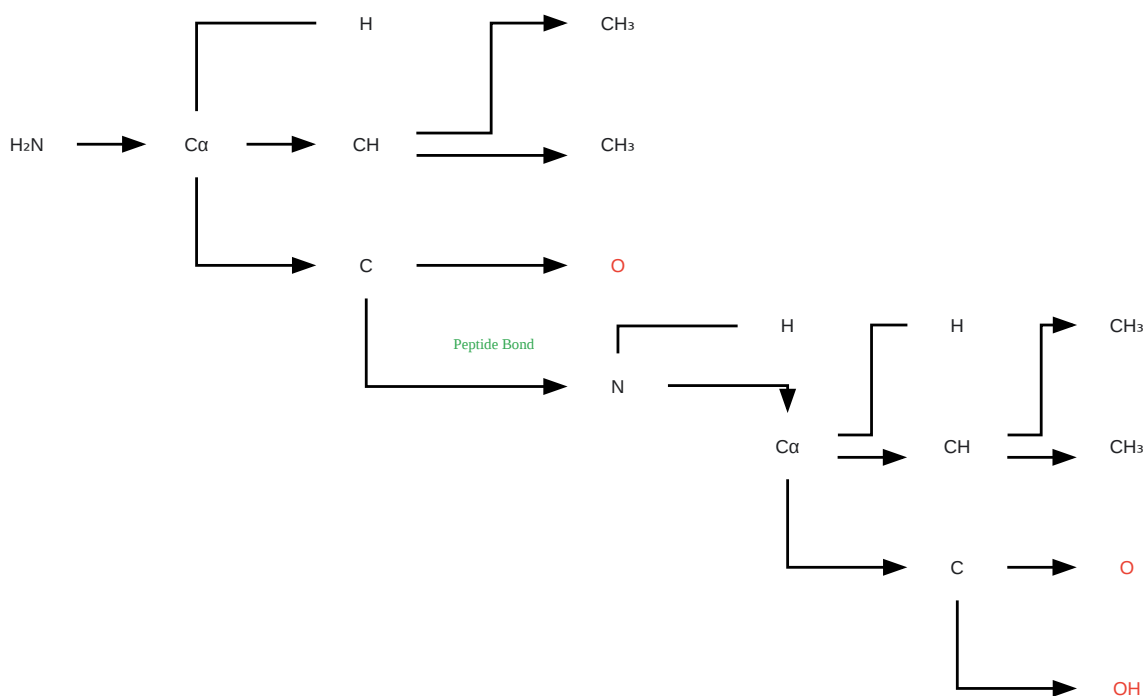 H CH₃
H₂N Cα CH CH₃
C O
H H CH₃
Peptide Bond
N
Cα CH CH₃
C O
OH